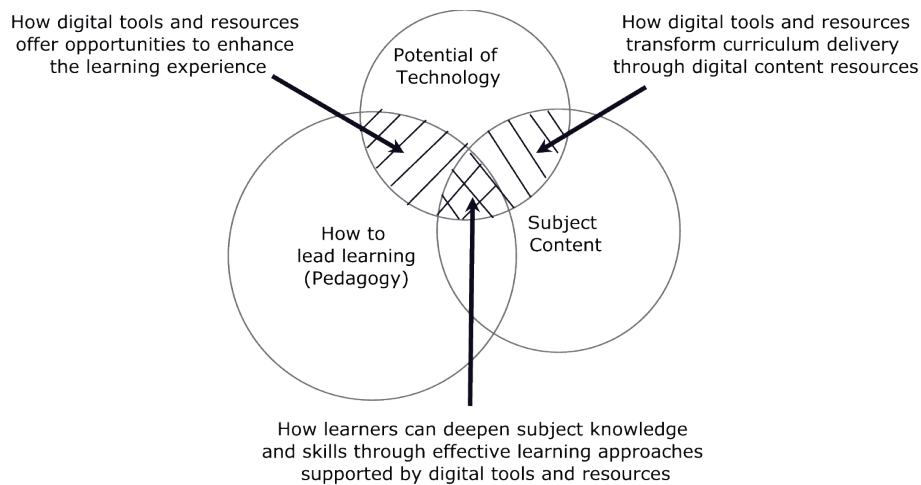 How digital tools and resources
offer opportunities to enhance
the learning experience
How digital tools and resources
transform curriculum delivery
through digital content resources
Potential of
Technology
How to
lead learning
(Pedagogy)
Subject
Content
How learners can deepen subject knowledge
and skills through effective learning approaches
supported by digital tools and resources